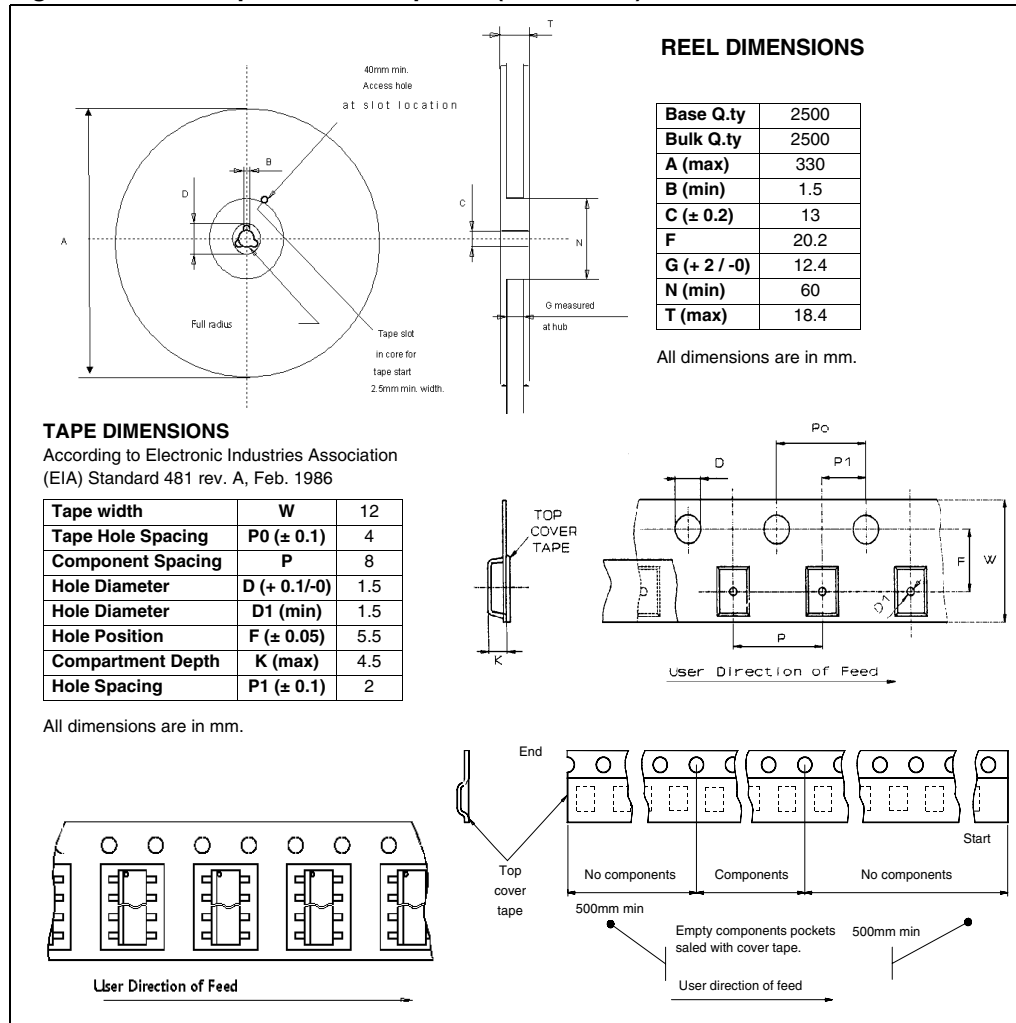 T
REEL DIMENSIONS
40mm min.
Access hole
at slot location
B
D
A
C
N
Full radius
Tape slot
in core for
tape start
2.5mm min. width.
G measured
at hub
Base Q.ty 2500
Bulk Q.ty 2500
A (max) 330
B (min) 1.5
C (± 0.2) 13
F 20.2
G (+ 2 / -0) 12.4
N (min) 60
T (max) 18.4
All dimensions are in mm.
TAPE DIMENSIONS
According to Electronic Industries Association
(EIA) Standard 481 rev. A, Feb. 1986
Tape width W 12
Tape Hole Spacing P0 (± 0.1) 4
Component Spacing P 8
Hole Diameter D (+ 0.1/-0) 1.5
Hole Diameter D1 (min) 1.5
Hole Position F (± 0.05) 5.5
Compartment Depth K (max) 4.5
Hole Spacing P1 (± 0.1) 2
All dimensions are in mm.
Po
D
P1
TOP
COVER
TAPE
F
W
D1
K
P
User Direction of Feed
End
Start
Top
cover
tape
No components
Components
No components
500mm min
Empty components pockets
saled with cover tape.
500mm min
User direction of feed
User Direction of Feed